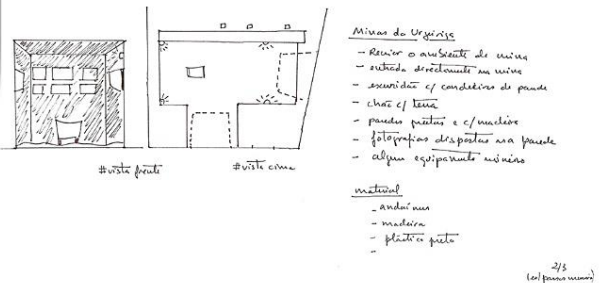 #vista frente
#vista cima
Minas da Urgeiriça
- Recriar o ambiente de mina
- entrada directamente na mina
- escuridão c/ candeeiros de parede
- chão c/ terra
- paredes pretas e c/ madeira
- fotografias dispostas na parede
- algum equipamento mineiro
material
- andaimes
- madeira
- plástico preto
-
2/3